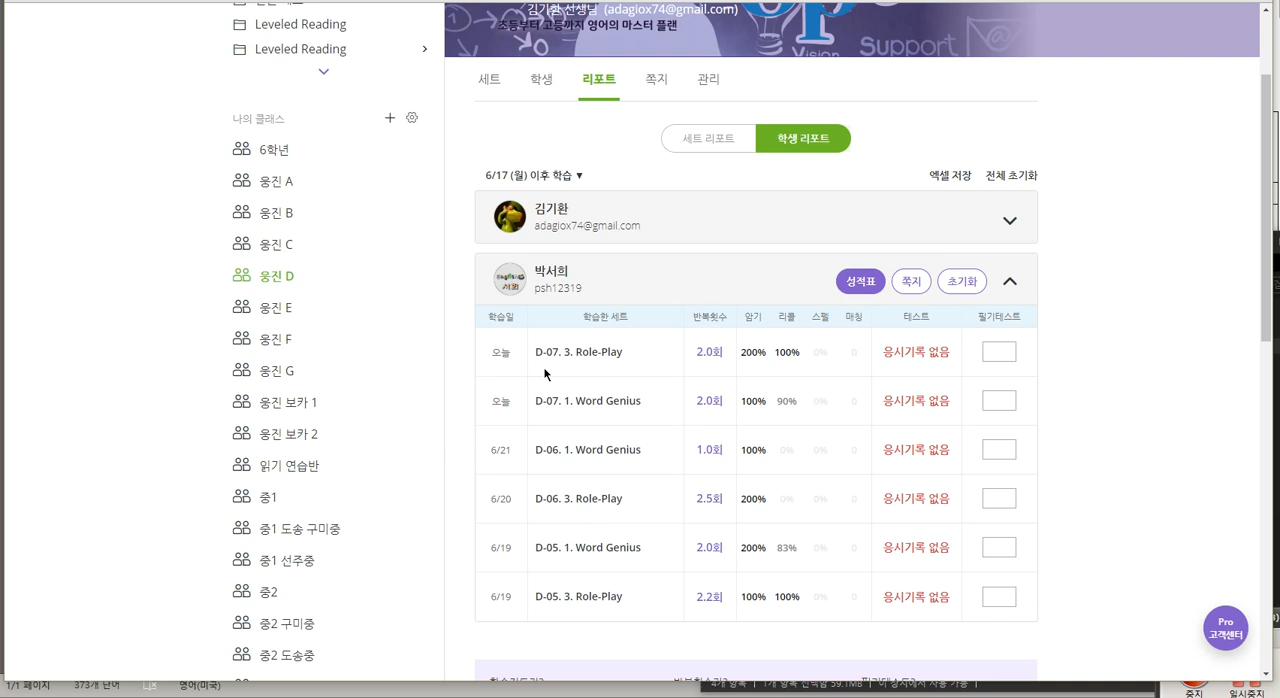 Leveled Reading
Leveled Reading
나의 클래스
6학년
웅진 A
웅진 B
웅진 C
웅진 D
웅진 E
웅진 F
웅진 G
웅진 보카 1
웅진 보카 2
읽기 연습반
중1
중1 도송 구미중
중1 선주중
중2
중2 구미중
중2 도송중
김기환 선생님 (adagiox74@gmail.com)
초등부터 고등까지 영어의 마스터 플랜
Vision
Support
세트 학생 리포트 쪽지 관리
세트 리포트 학생 리포트
6/17 (월) 이후 학습 ▼ 엑셀 저장 전체 초기화
김기환
adagiox74@gmail.com
박서희
psh12319
성적표 쪽지 초기화
학습일 학습한 세트 반복횟수 암기 리콜 스펠 매칭 테스트 필기테스트
오늘 D-07. 3. Role-Play 2.0회 200% 100% 0% 0 응시기록 없음
오늘 D-07. 1. Word Genius 2.0회 100% 90% 0% 0 응시기록 없음
6/21 D-06. 1. Word Genius 1.0회 100% 0% 0% 0 응시기록 없음
6/20 D-06. 3. Role-Play 2.5회 200% 0% 0% 0 응시기록 없음
6/19 D-05. 1. Word Genius 2.0회 200% 83% 0% 0 응시기록 없음
6/19 D-05. 3. Role-Play 2.2회 100% 100% 0% 0 응시기록 없음
Pro
고객센터
1/1 페이지 373개 단어 영어(미국)
중지 일시중지